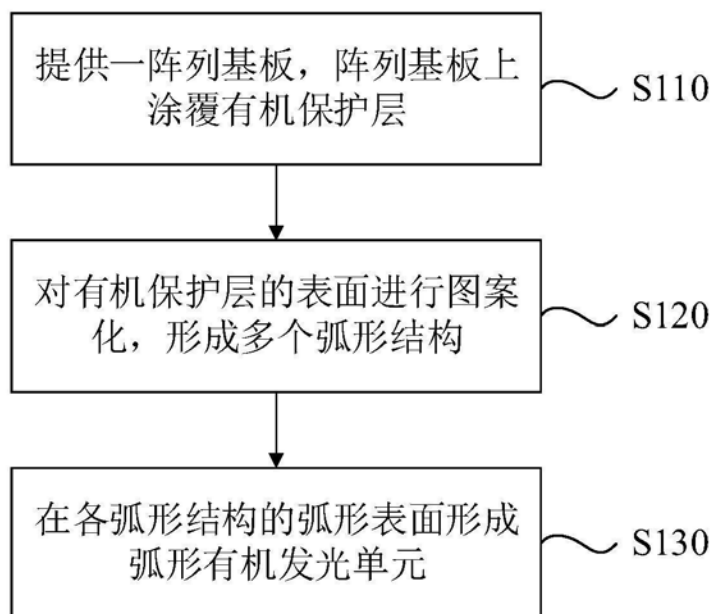 提供一阵列基板，阵列基板上
涂覆有机保护层
S110
对有机保护层的表面进行图案
化，形成多个弧形结构
S120
在各弧形结构的弧形表面形成
弧形有机发光单元
S130